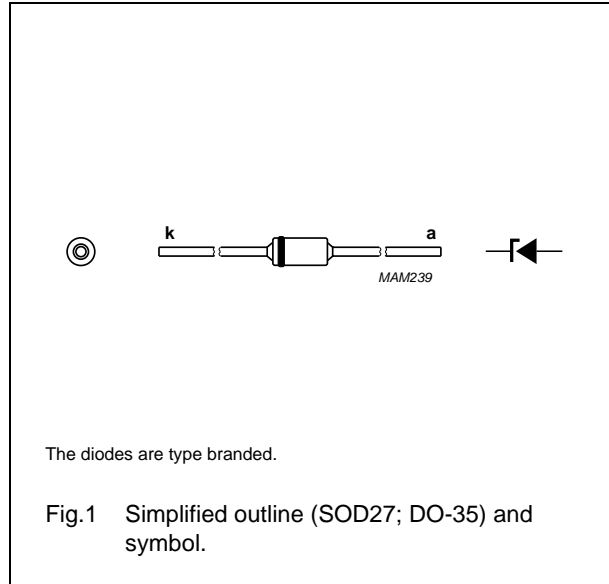 k
a
MAM239
The diodes are type branded.
Fig.1 Simplified outline (SOD27; DO-35) and
symbol.